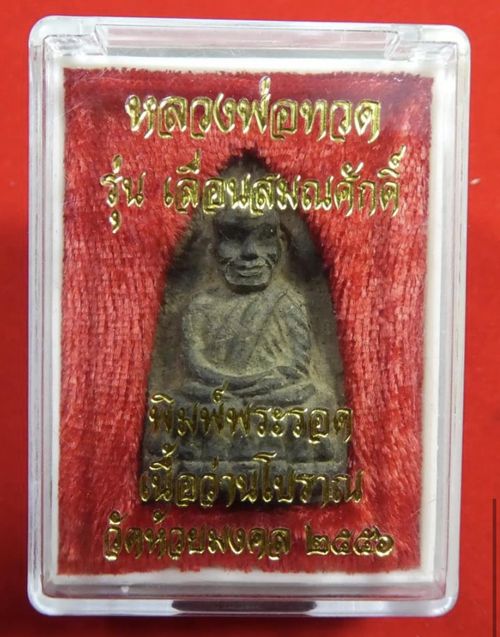 หลวงพ่อทวด
รุ่น เลื่อนสมณศักดิ์
พิมพ์พระรอด
เนื้อว่านโบราณ
วัดห้วยมงคล ๒๕๕๖